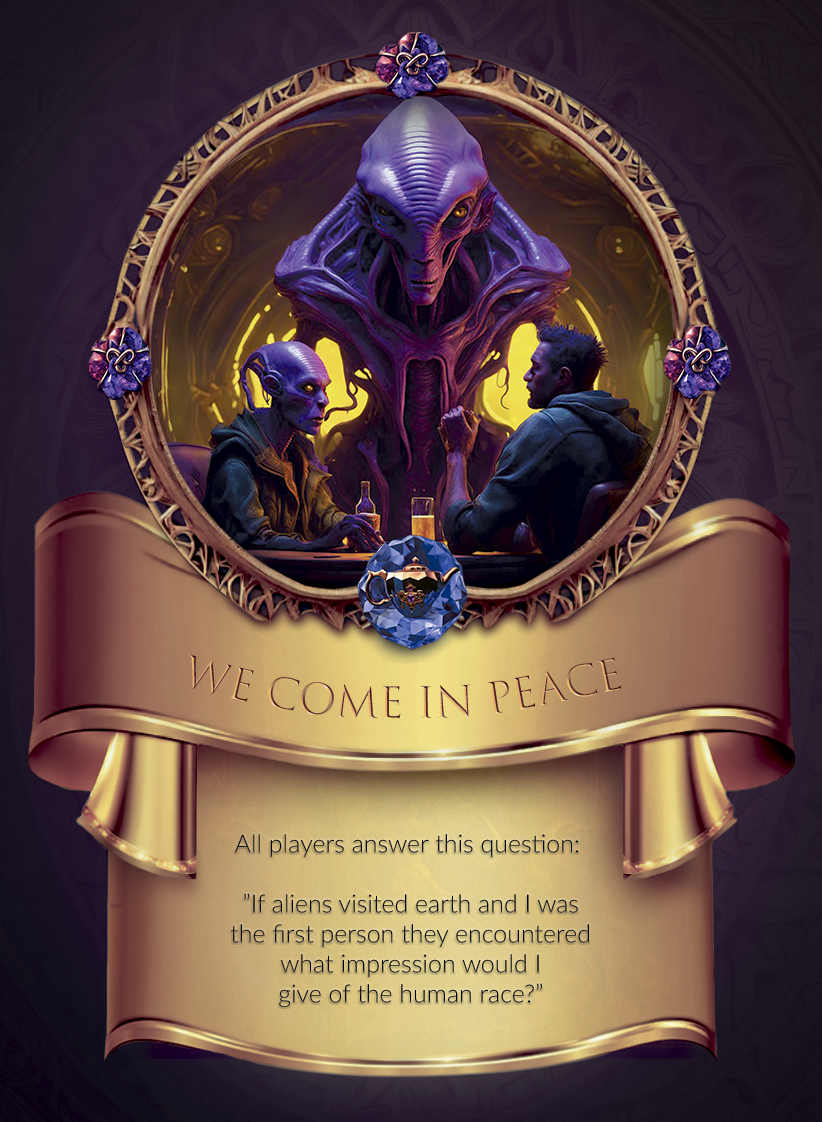 WE COME IN PEACE
All players answer this question:
”If aliens visited earth and I was
the first person they encountered
what impression would I
give of the human race?”